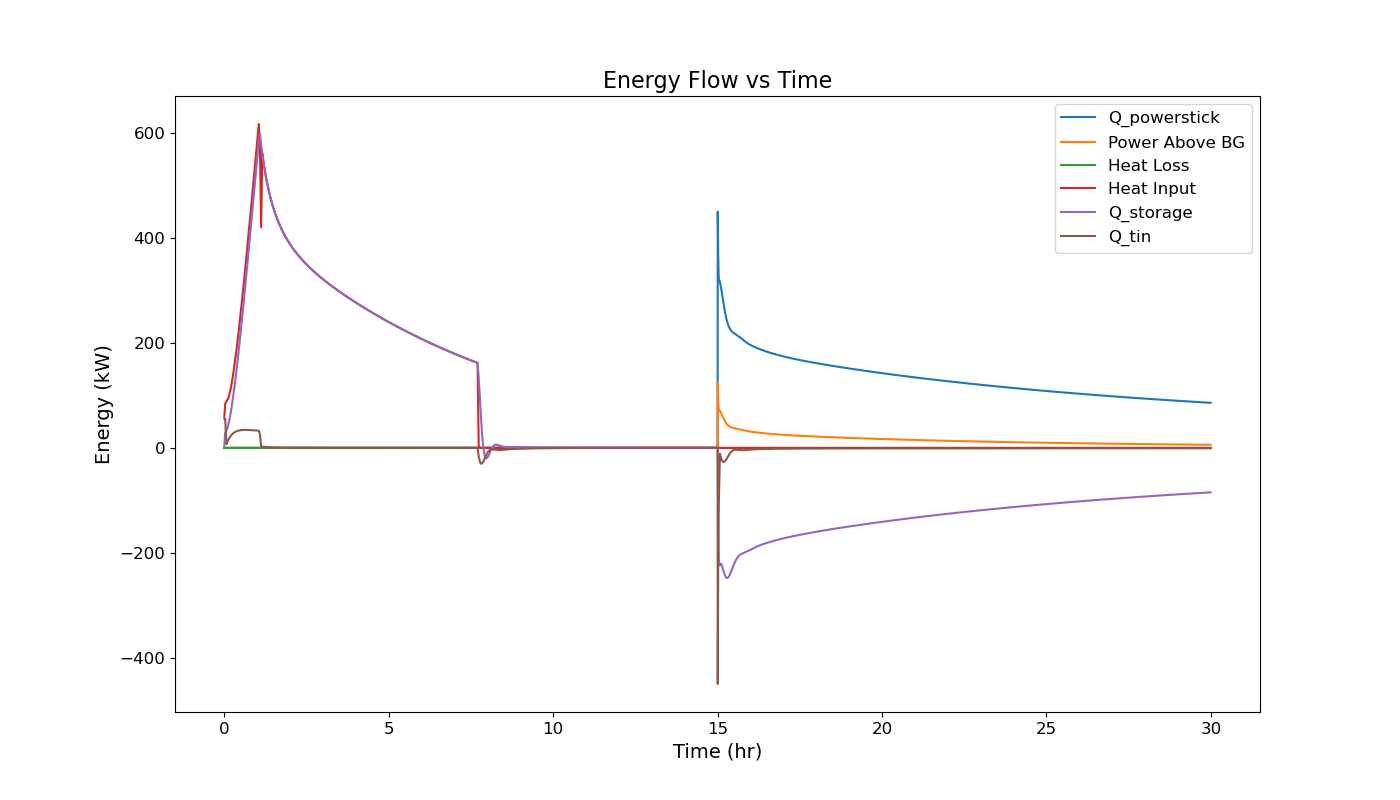 Energy Flow vs Time
Q_powerstick
Power Above BG
Heat Loss
Heat Input
Q_storage
Q_tin
Energy (kW)
600
400
200
0
−200
−400
0 5 10 15 20 25 30
Time (hr)